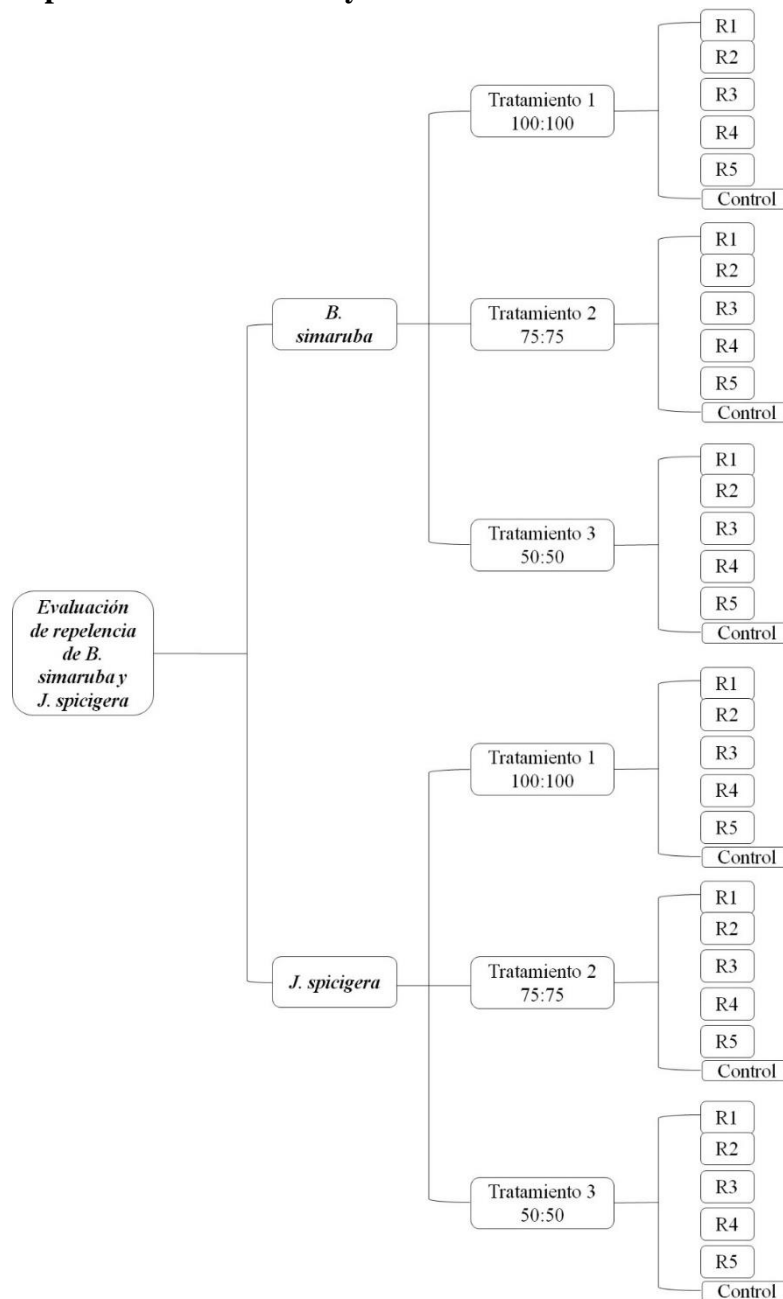 Evaluación
de repelencia
de B.
simaruba y
J. spicigera
B.
simaruba
Tratamiento 1
100:100
R1
R2
R3
R4
R5
Control
Tratamiento 2
75:75
R1
R2
R3
R4
R5
Control
Tratamiento 3
50:50
R1
R2
R3
R4
R5
Control
J. spicigera
Tratamiento 1
100:100
R1
R2
R3
R4
R5
Control
Tratamiento 2
75:75
R1
R2
R3
R4
R5
Control
Tratamiento 3
50:50
R1
R2
R3
R4
R5
Control